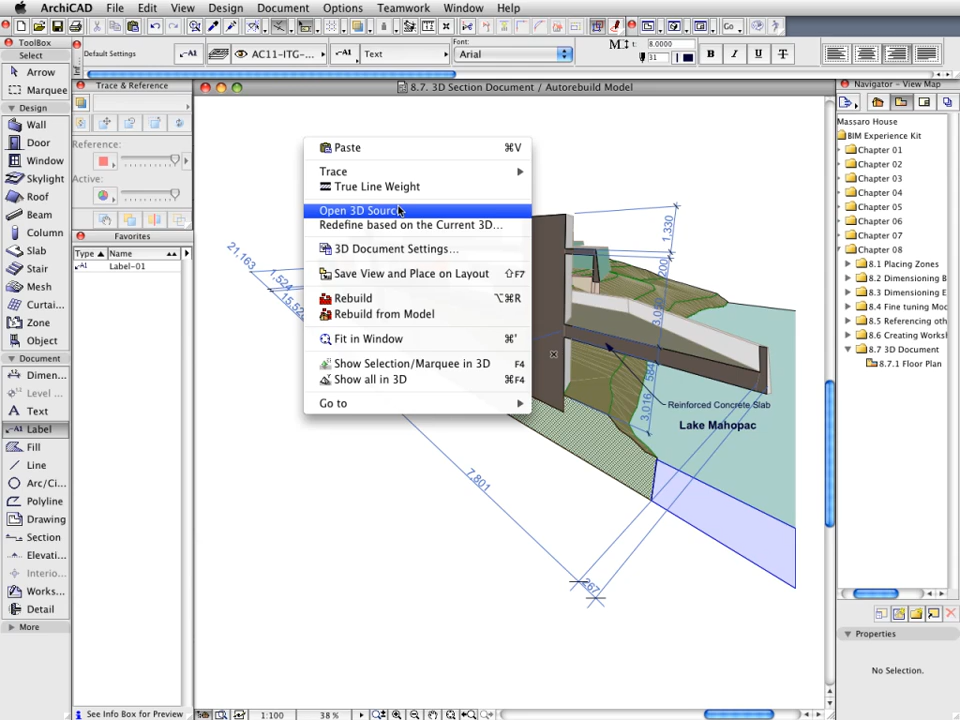 ArchiCAD File Edit View Design Document Options Teamwork Window Help
ToolBox
Select
Arrow
Marquee
Design
Wall
Door
Window
Skylight
Roof
Beam
Column
Slab
Stair
Mesh
Curtai...
Zone
Object
Document
Dimen...
Level ...
Text
Label
Fill
Line
Arc/Ci...
Polyline
Drawing
Section
Elevati...
Interio...
Works...
Detail
More
Default Settings
AC11-ITG-...
Text
Font:
Arial
8.0000
31
B I U T
Trace & Reference
Reference:
Active:
Favorites
Type Name
Label-01
See Info Box for Preview
8.7. 3D Section Document / Autorebuild Model
Paste ⌘V
Trace
True Line Weight
Open 3D Source
Redefine based on the Current 3D...
3D Document Settings...
Save View and Place on Layout ⇧F7
Rebuild ⌥⌘R
Rebuild from Model
Fit in Window ⌘'
Show Selection/Marquee in 3D F4
Show all in 3D ⌘F4
Go to
21,163
1,524
1,330
200
584
3,016
7,801
267
Reinforced Concrete Slab
Lake Mahopac
1:100
38 %
Navigator - View Map
Massaro House
BIM Experience Kit
Chapter 01
Chapter 02
Chapter 03
Chapter 04
Chapter 05
Chapter 06
Chapter 07
Chapter 08
8.1 Placing Zones
8.2 Dimensioning B
8.3 Dimensioning E
8.4 Fine tuning Mod
8.5 Referencing oth
8.6 Creating Worksh
8.7 3D Document
8.7.1 Floor Plan
Properties
No Selection.